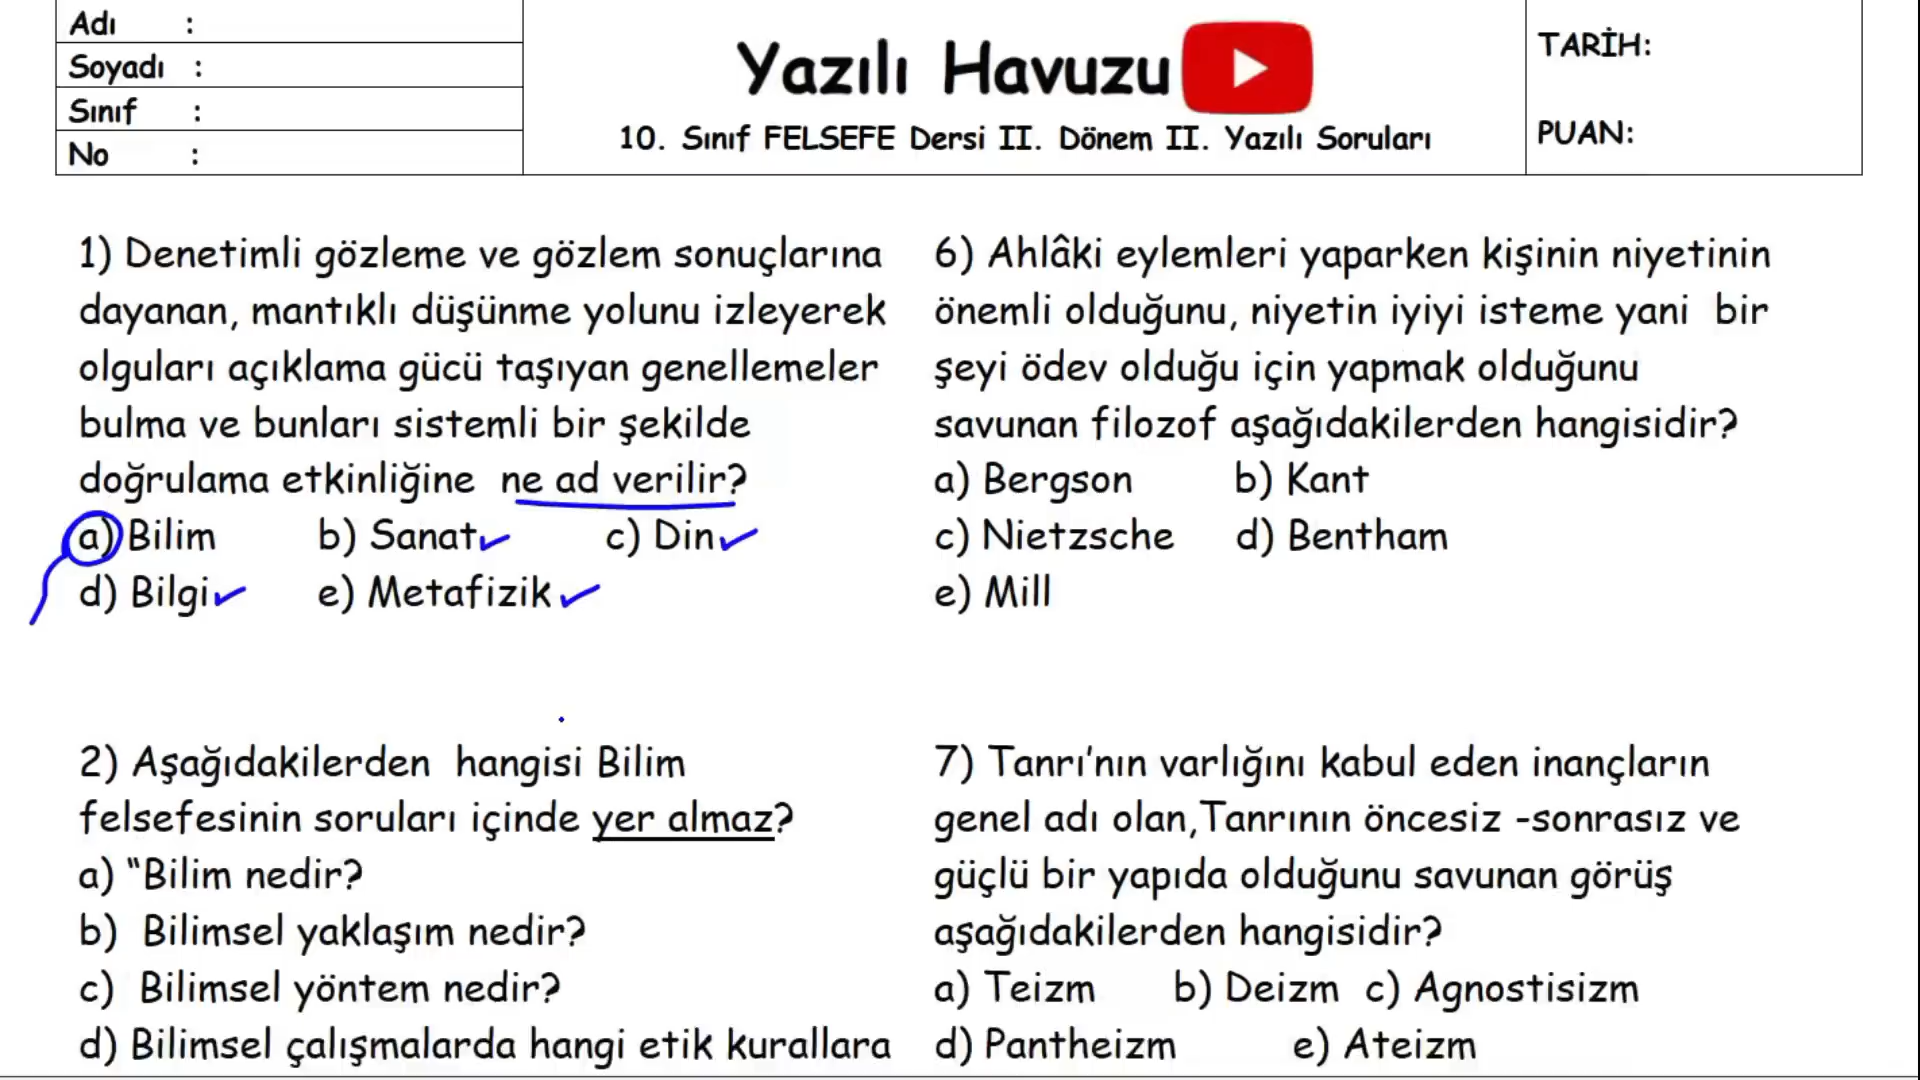 Adı :
Soyadı :
Sınıf :
No :
Yazılı Havuzu
10. Sınıf FELSEFE Dersi II. Dönem II. Yazılı Soruları
TARİH:
PUAN:
1) Denetimli gözleme ve gözlem sonuçlarına
dayanan, mantıklı düşünme yolunu izleyerek
olguları açıklama gücü taşıyan genellemeler
bulma ve bunları sistemli bir şekilde
doğrulama etkinliğine ne ad verilir?
a) Bilim b) Sanat c) Din
d) Bilgi e) Metafizik
2) Aşağıdakilerden hangisi Bilim
felsefesinin soruları içinde yer almaz?
a) “Bilim nedir?
b) Bilimsel yaklaşım nedir?
c) Bilimsel yöntem nedir?
d) Bilimsel çalışmalarda hangi etik kurallara
6) Ahlâki eylemleri yaparken kişinin niyetinin
önemli olduğunu, niyetin iyiyi isteme yani bir
şeyi ödev olduğu için yapmak olduğunu
savunan filozof aşağıdakilerden hangisidir?
a) Bergson b) Kant
c) Nietzsche d) Bentham
e) Mill
7) Tanrı’nın varlığını kabul eden inançların
genel adı olan,Tanrının öncesiz -sonrasız ve
güçlü bir yapıda olduğunu savunan görüş
aşağıdakilerden hangisidir?
a) Teizm b) Deizm c) Agnostisizm
d) Pantheizm e) Ateizm